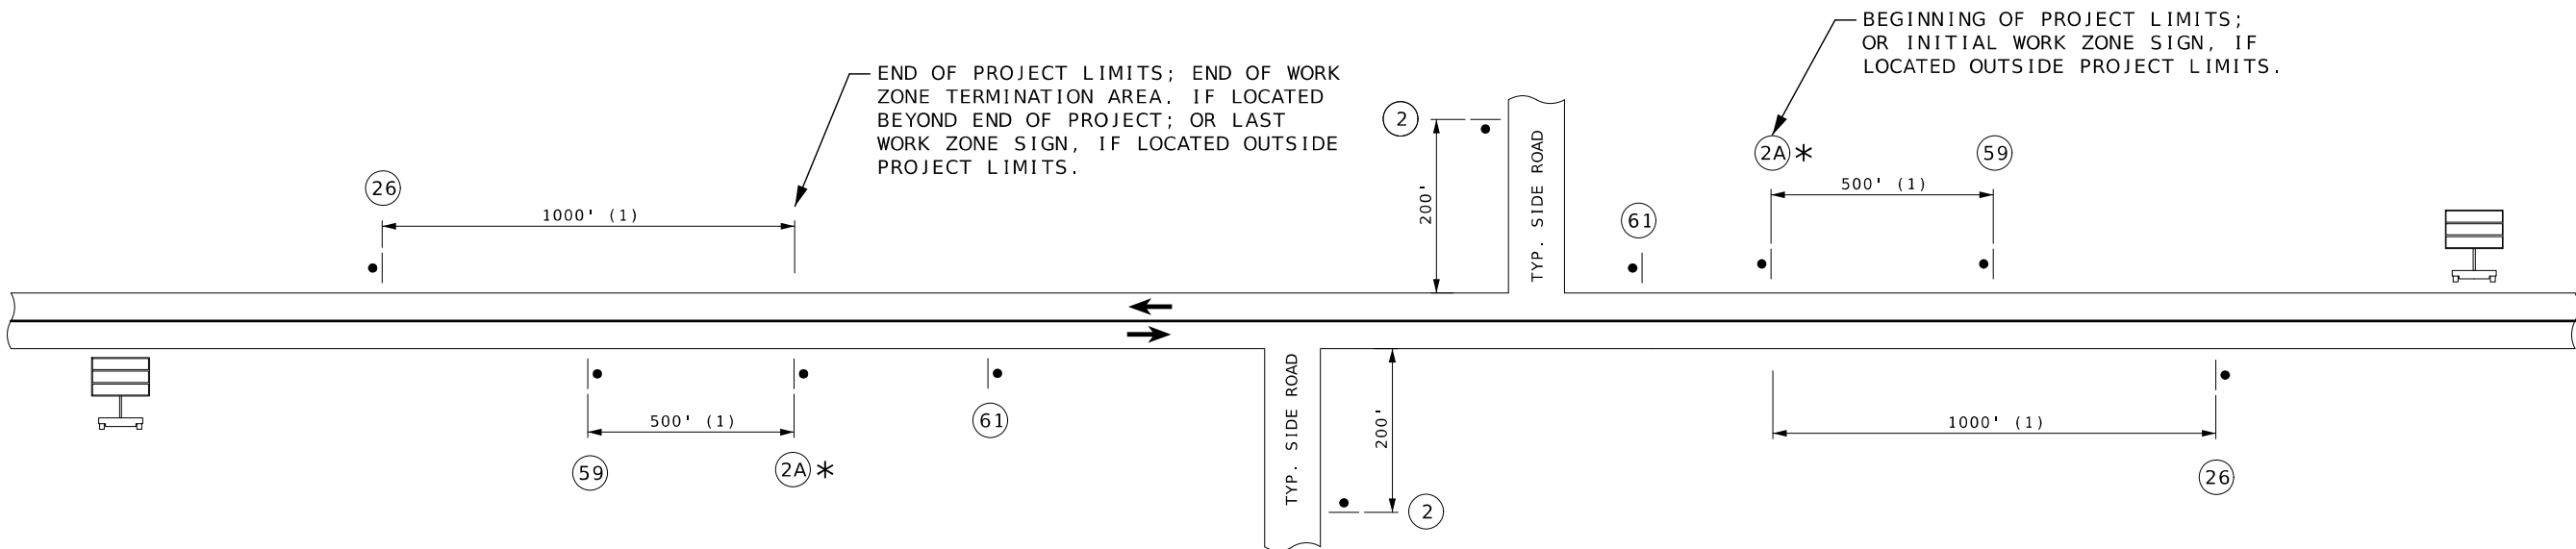 BEGINNING OF PROJECT LIMITS;
OR INITIAL WORK ZONE SIGN, IF
LOCATED OUTSIDE PROJECT LIMITS.
END OF PROJECT LIMITS; END OF WORK
ZONE TERMINATION AREA. IF LOCATED
BEYOND END OF PROJECT; OR LAST
WORK ZONE SIGN, IF LOCATED OUTSIDE
PROJECT LIMITS.
2
200'
TYP. SIDE ROAD
2A*
59
500' (1)
26
1000' (1)
61
TYP. SIDE ROAD
200'
2
61
500' (1)
59
2A*
1000' (1)
26